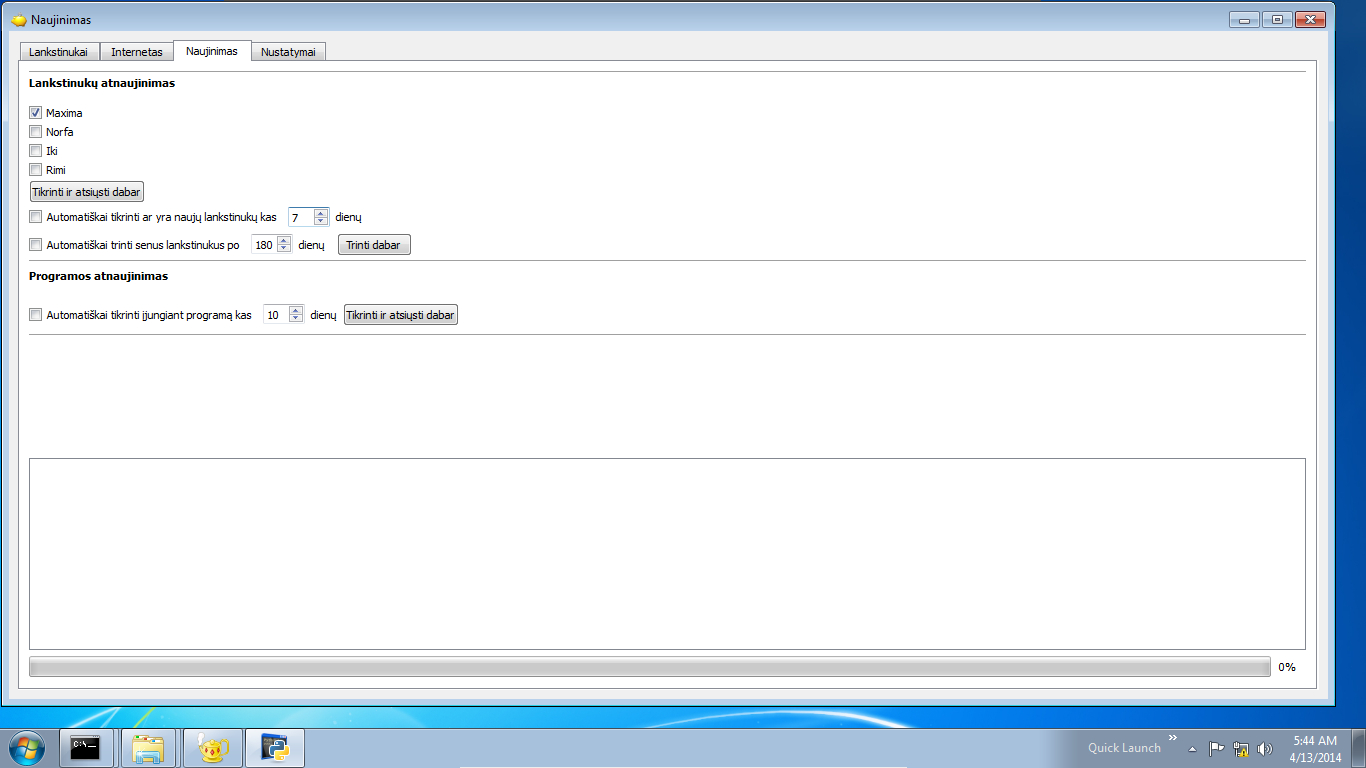 Naujinimas
Lankstinukai Internetas Naujinimas Nustatymai
Lankstinukų atnaujinimas
Maxima
Norfa
Iki
Rimi
Tikrinti ir atsiųsti dabar
Automatiškai tikrinti ar yra naujų lankstinukų kas 7 dienų
Automatiškai trinti senus lankstinukus po 180 dienų Trinti dabar
Programos atnaujinimas
Automatiškai tikrinti įjungiant programą kas 10 dienų Tikrinti ir atsiųsti dabar
0%
C:\._
Quick Launch »
5:44 AM
4/13/2014